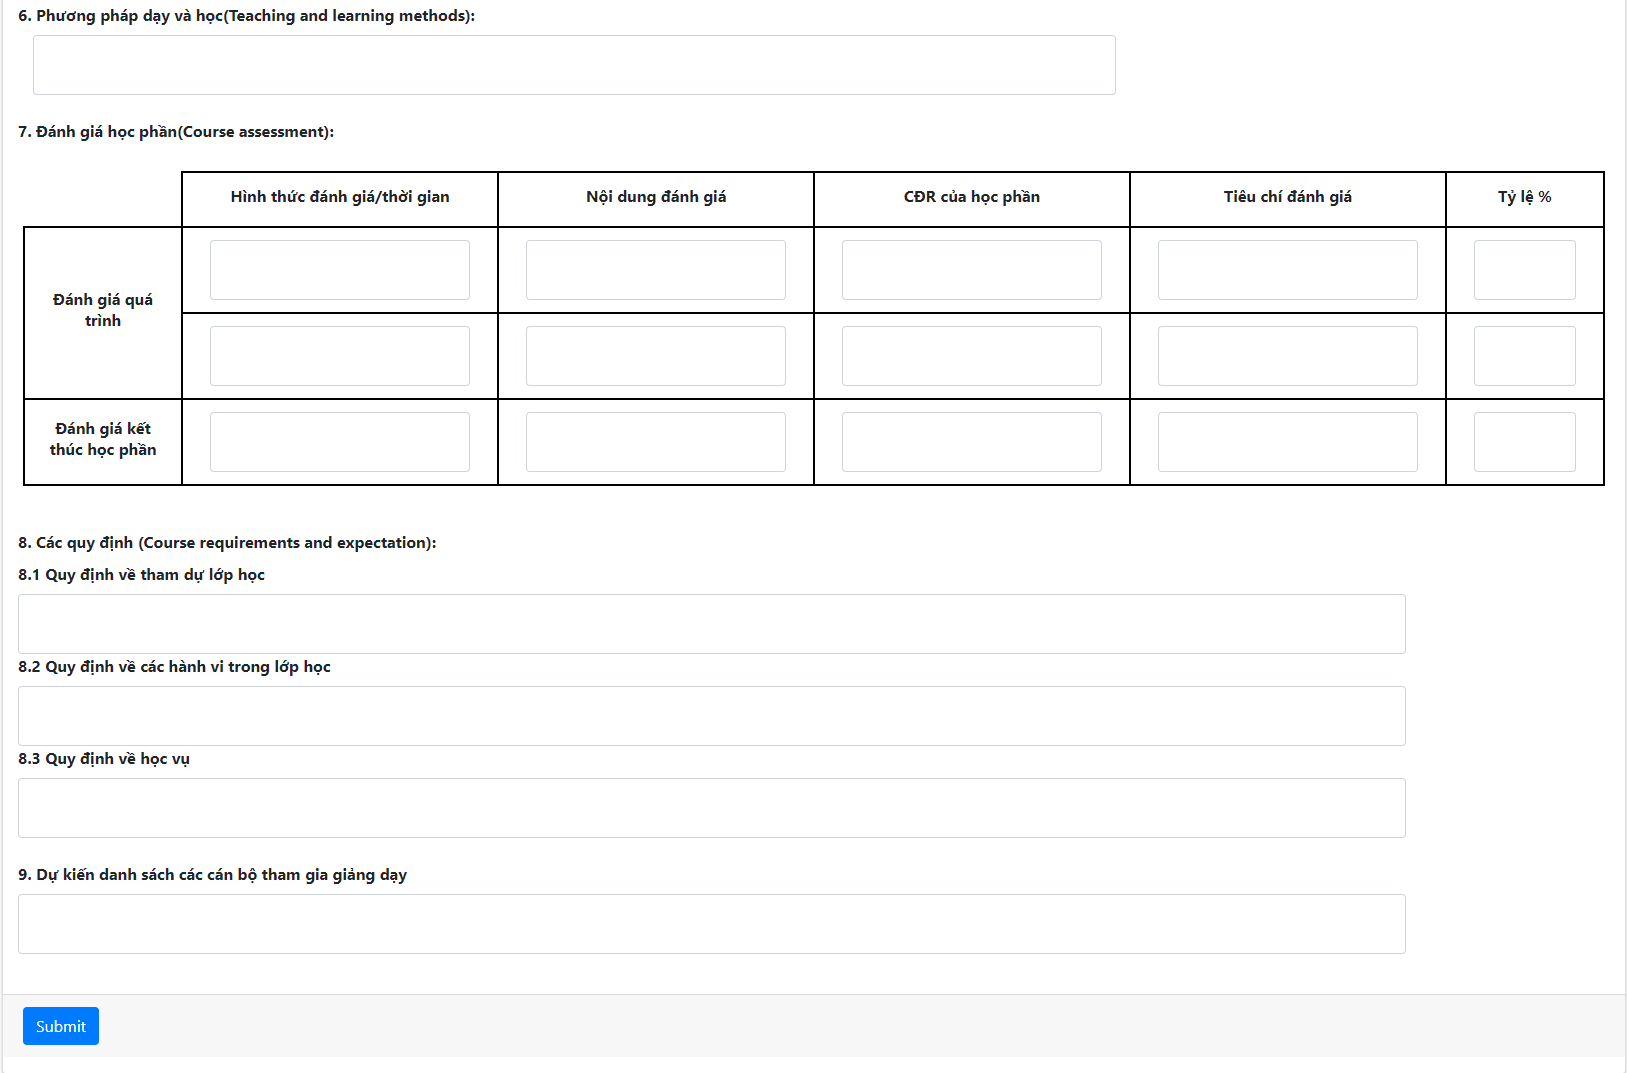 6. Phương pháp dạy và học(Teaching and learning methods):
7. Đánh giá học phần(Course assessment):
Hình thức đánh giá/thời gian
Nội dung đánh giá
CĐR của học phần
Tiêu chí đánh giá
Tỷ lệ %
Đánh giá quá
trình
Đánh giá kết
thúc học phần
8. Các quy định (Course requirements and expectation):
8.1 Quy định về tham dự lớp học
8.2 Quy định về các hành vi trong lớp học
8.3 Quy định về học vụ
9. Dự kiến danh sách các cán bộ tham gia giảng dạy
Submit